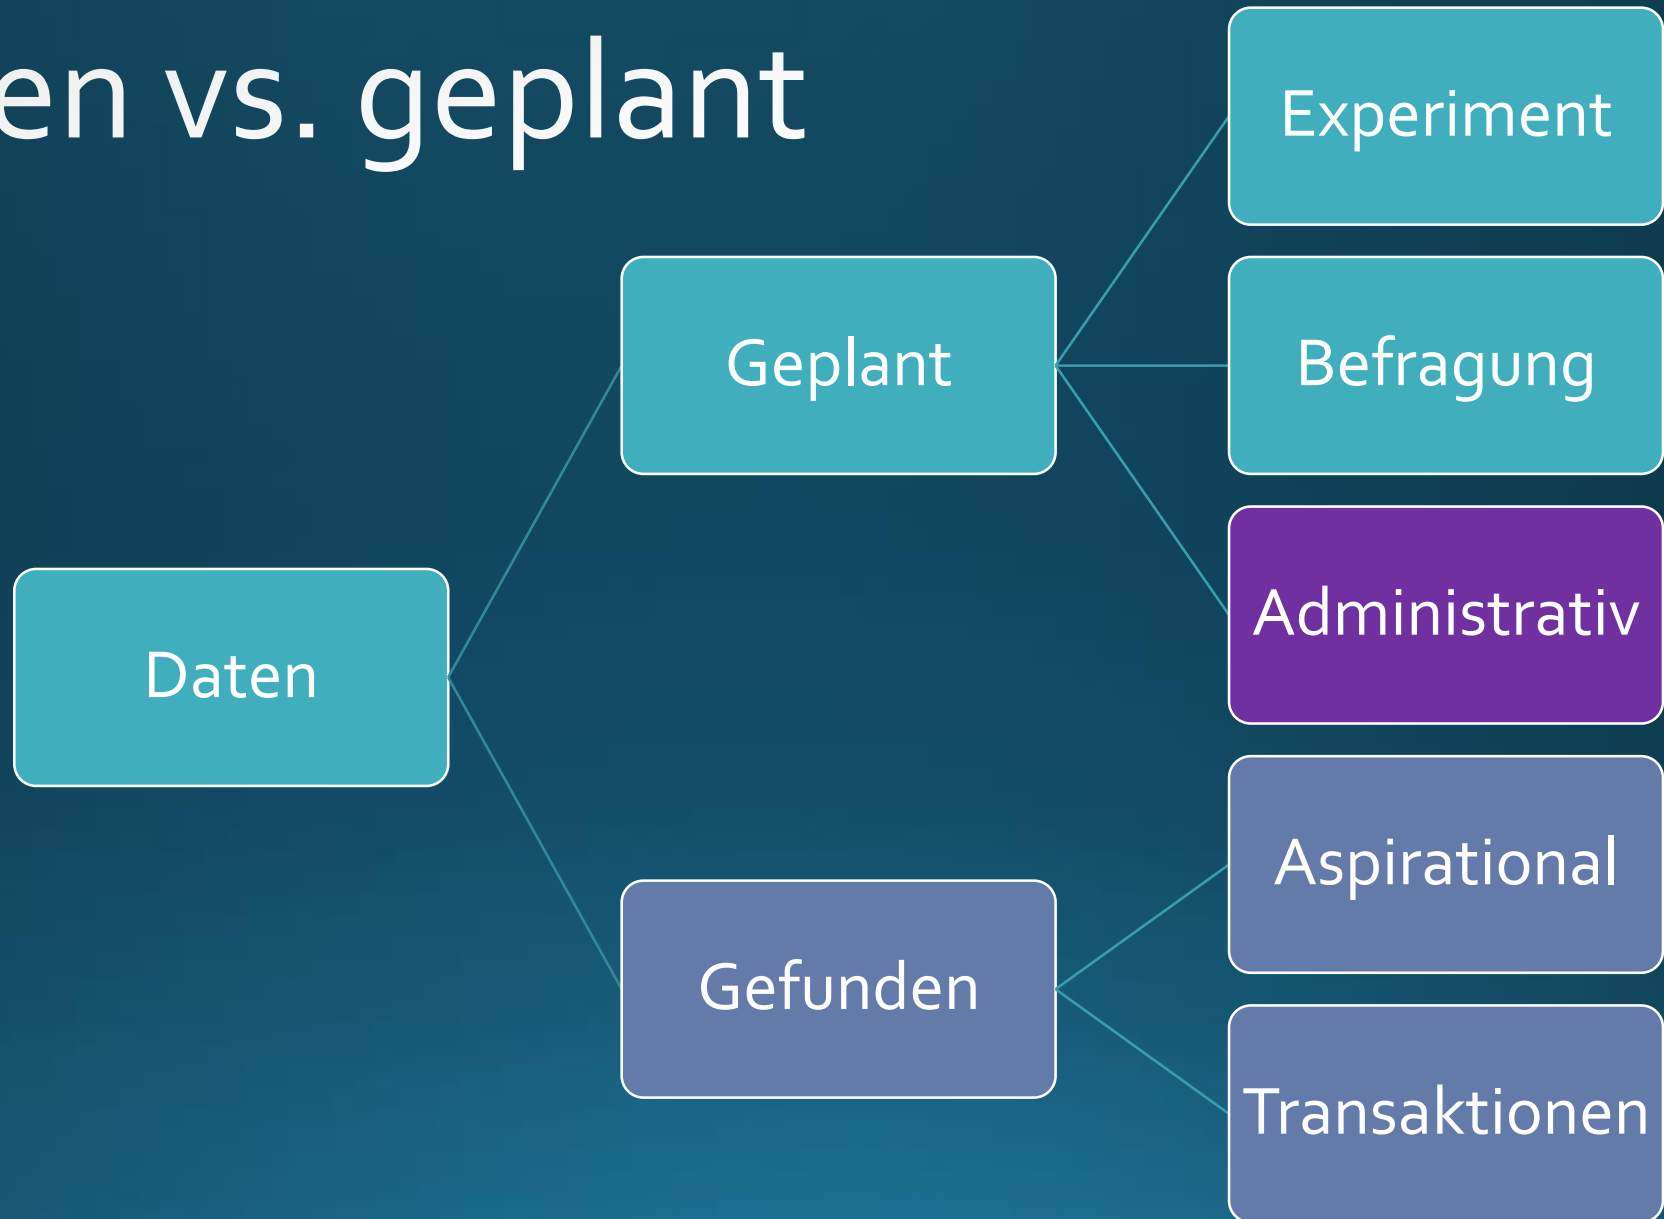 en vs. geplant
Experiment
Geplant
Befragung
Administrativ
Daten
Aspirational
Gefunden
Transaktionen